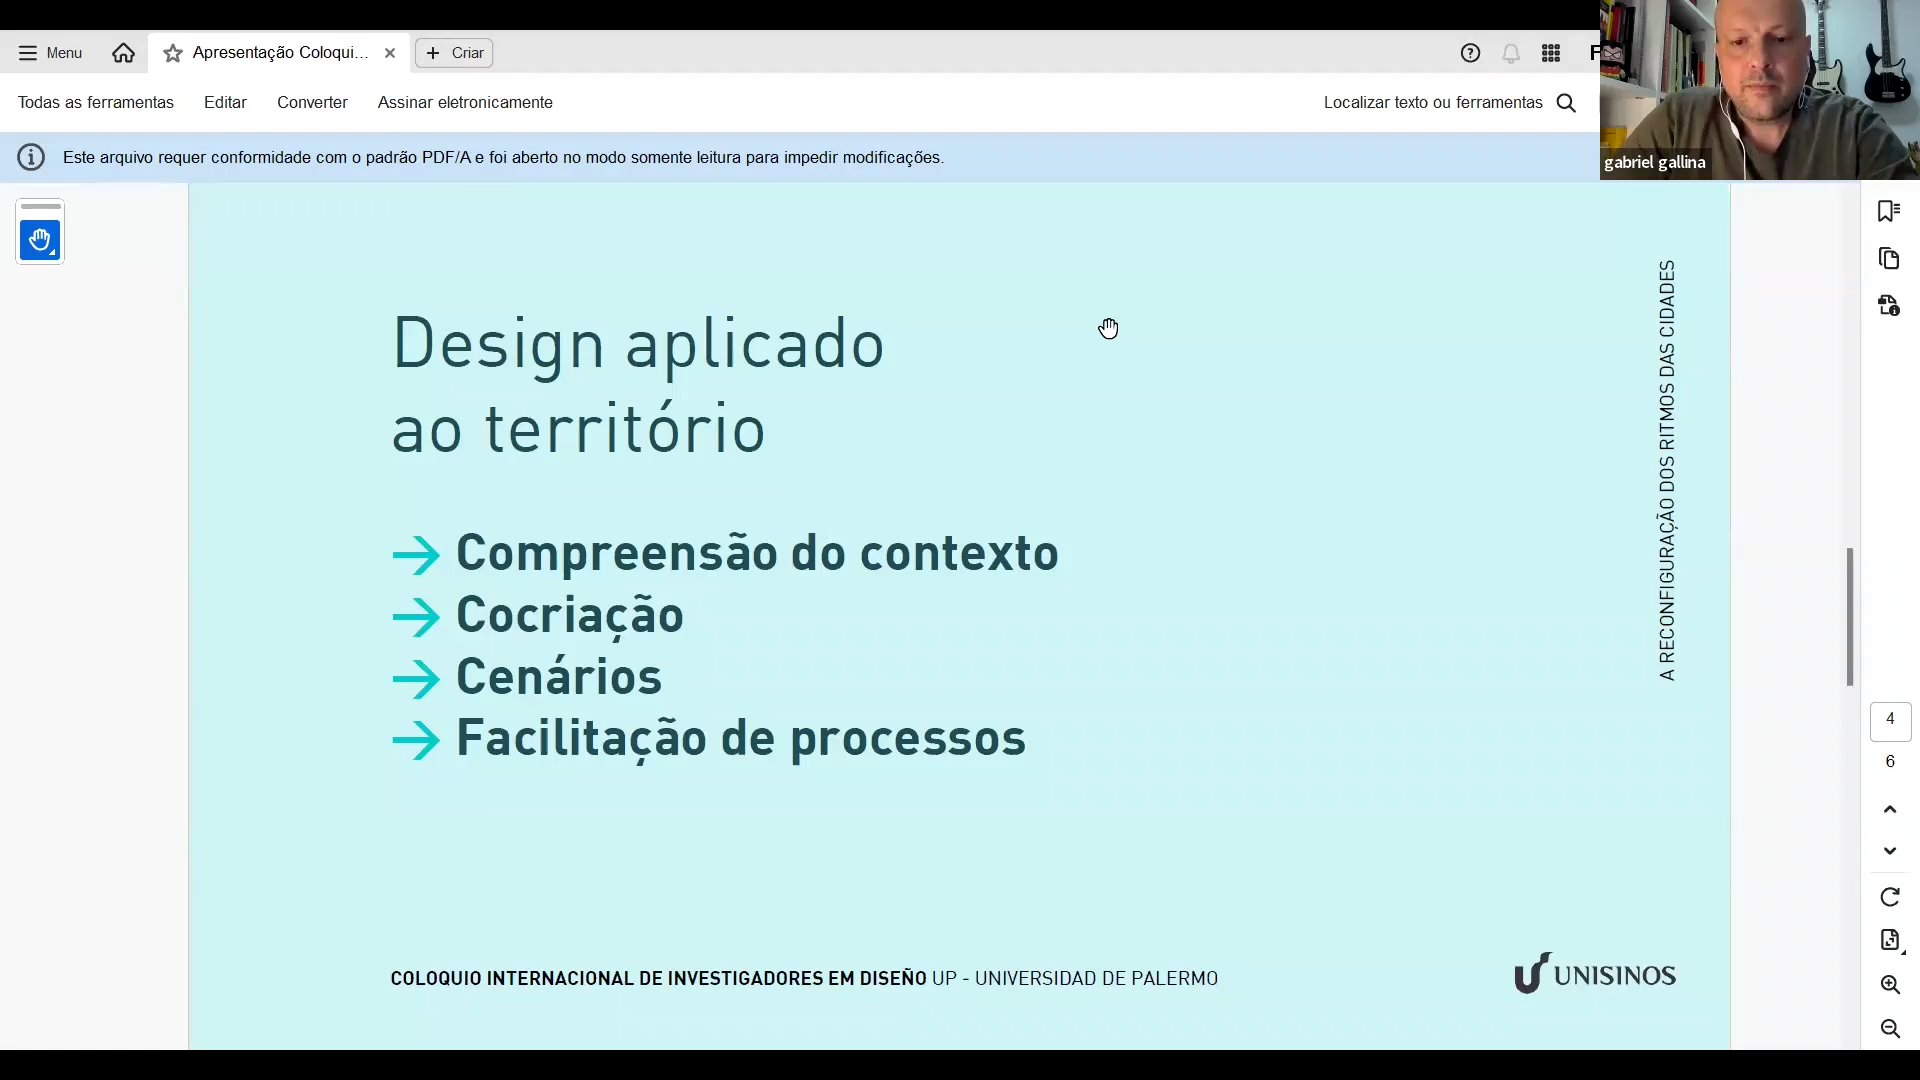 Menu
Apresentação Coloqui...
Criar
Todas as ferramentas
Editar
Converter
Assinar eletronicamente
Localizar texto ou ferramentas
gabriel gallina
Este arquivo requer conformidade com o padrão PDF/A e foi aberto no modo somente leitura para impedir modificações.
Design aplicado
ao território
→ Compreensão do contexto
→ Cocriação
→ Cenários
→ Facilitação de processos
A RECONFIGURAÇÃO DOS RITMOS DAS CIDADES
4
6
COLOQUIO INTERNACIONAL DE INVESTIGADORES EM DISEÑO UP - UNIVERSIDAD DE PALERMO
UNISINOS